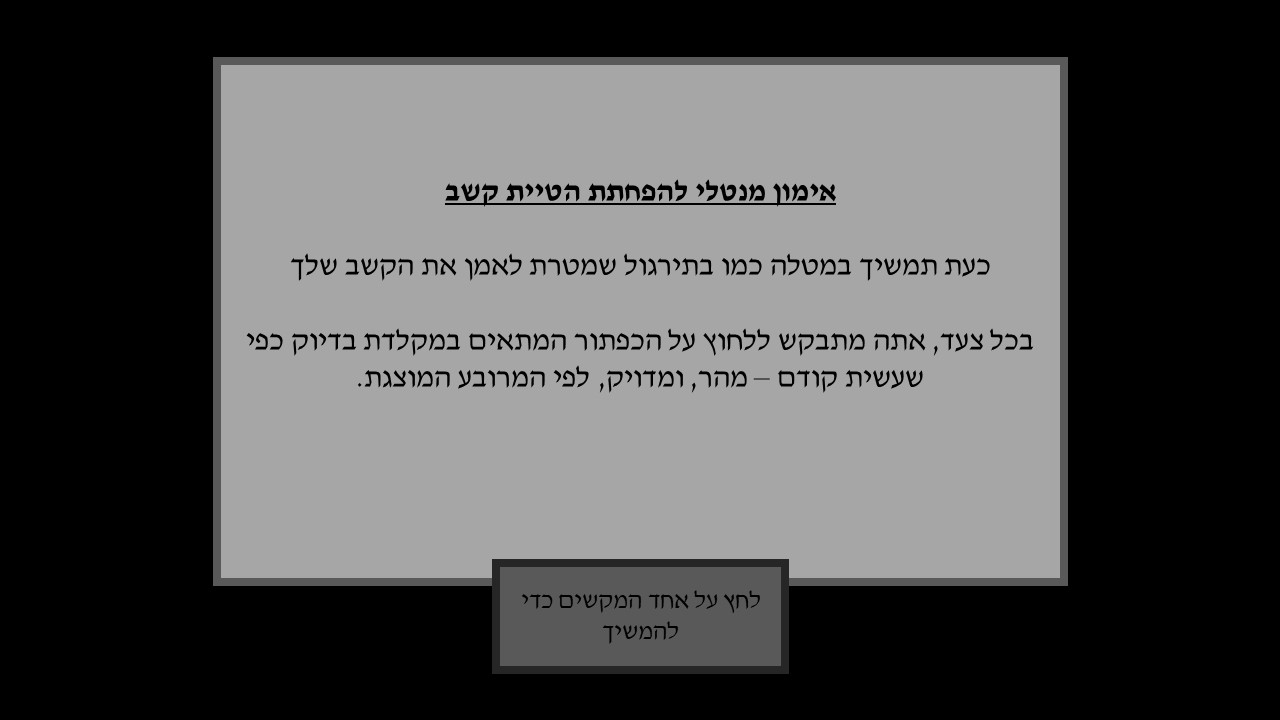 אימון מנטלי להפחתת הטיית קשב
כעת תמשיך במטלה כמו בתירגול שמטרת לאמן את הקשב שלך
בכל צעד, אתה מתבקש ללחוץ על הכפתור המתאים במקלדת בדיוק כפי
שעשית קודם – מהר, ומדויק, לפי המרובע המוצגת.
לחץ על אחד המקשים כדי
להמשיך